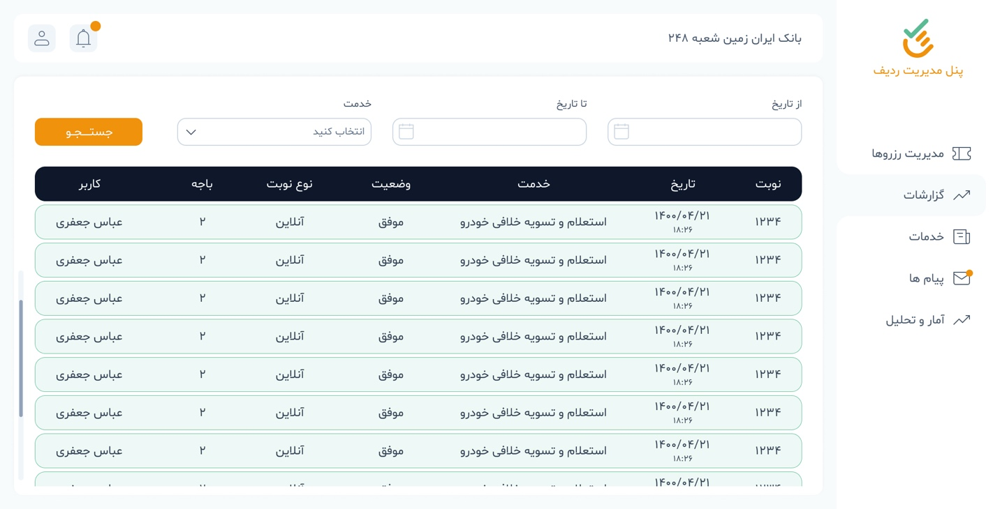 پنل مدیریت ردیف
مدیریت رزروها
گزارشات
خدمات
پیام ها
آمار و تحلیل
بانک ایران زمین شعبه ۲۴۸
از تاریخ
تا تاریخ
خدمت
انتخاب کنید
جستـــجـو
نوبت تاریخ خدمت وضعیت نوع نوبت باجه کاربر
۱۲۳۴ ۱۴۰۰/۰۴/۲۱ ۱۸:۲۶ استعلام و تسویه خلافی خودرو موفق آنلاین ۲ عباس جعفری
۱۲۳۴ ۱۴۰۰/۰۴/۲۱ ۱۸:۲۶ استعلام و تسویه خلافی خودرو موفق آنلاین ۲ عباس جعفری
۱۲۳۴ ۱۴۰۰/۰۴/۲۱ ۱۸:۲۶ استعلام و تسویه خلافی خودرو موفق آنلاین ۲ عباس جعفری
۱۲۳۴ ۱۴۰۰/۰۴/۲۱ ۱۸:۲۶ استعلام و تسویه خلافی خودرو موفق آنلاین ۲ عباس جعفری
۱۲۳۴ ۱۴۰۰/۰۴/۲۱ ۱۸:۲۶ استعلام و تسویه خلافی خودرو موفق آنلاین ۲ عباس جعفری
۱۲۳۴ ۱۴۰۰/۰۴/۲۱ ۱۸:۲۶ استعلام و تسویه خلافی خودرو موفق آنلاین ۲ عباس جعفری
۱۲۳۴ ۱۴۰۰/۰۴/۲۱ ۱۸:۲۶ استعلام و تسویه خلافی خودرو موفق آنلاین ۲ عباس جعفری
۱۴۰۰/۰۴/۲۱